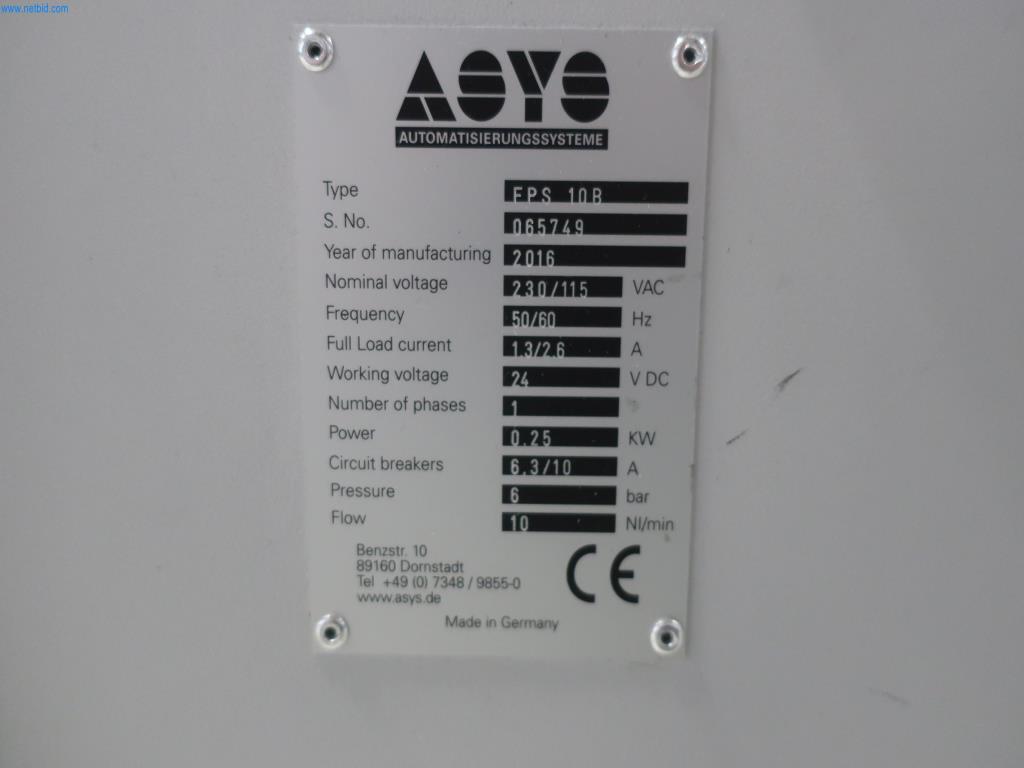 www.netbid.com
ASYS
AUTOMATISIERUNGSSYSTEME
Type EPS 10B
S. No. 065749
Year of manufacturing 2016
Nominal voltage 230/115 VAC
Frequency 50/60 Hz
Full Load current 1.3/2.6 A
Working voltage 24 V DC
Number of phases 1
Power 0.25 KW
Circuit breakers 6.3/10 A
Pressure 6 bar
Flow 10 Nl/min
Benzstr. 10
89160 Dornstadt
Tel +49 (0) 7348 / 9855-0
www.asys.de
CE
Made in Germany